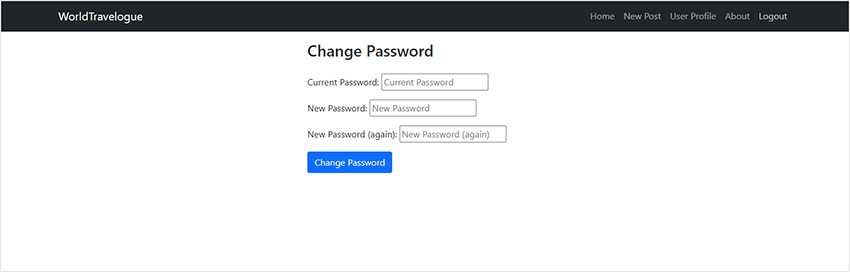 WorldTravelogue Home New Post User Profile About Logout
Change Password
Current Password: Current Password
New Password: New Password
New Password (again): New Password (again)
Change Password